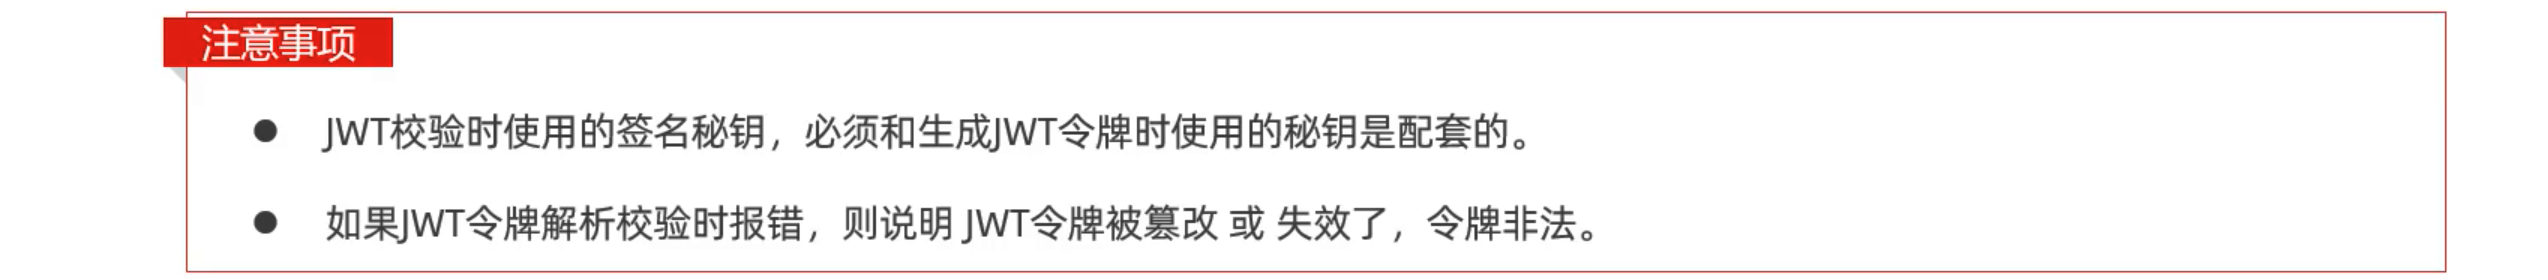 注意事项
● JWT校验时使用的签名秘钥，必须和生成JWT令牌时使用的秘钥是配套的。
● 如果JWT令牌解析校验时报错，则说明 JWT令牌被篡改 或 失效了，令牌非法。